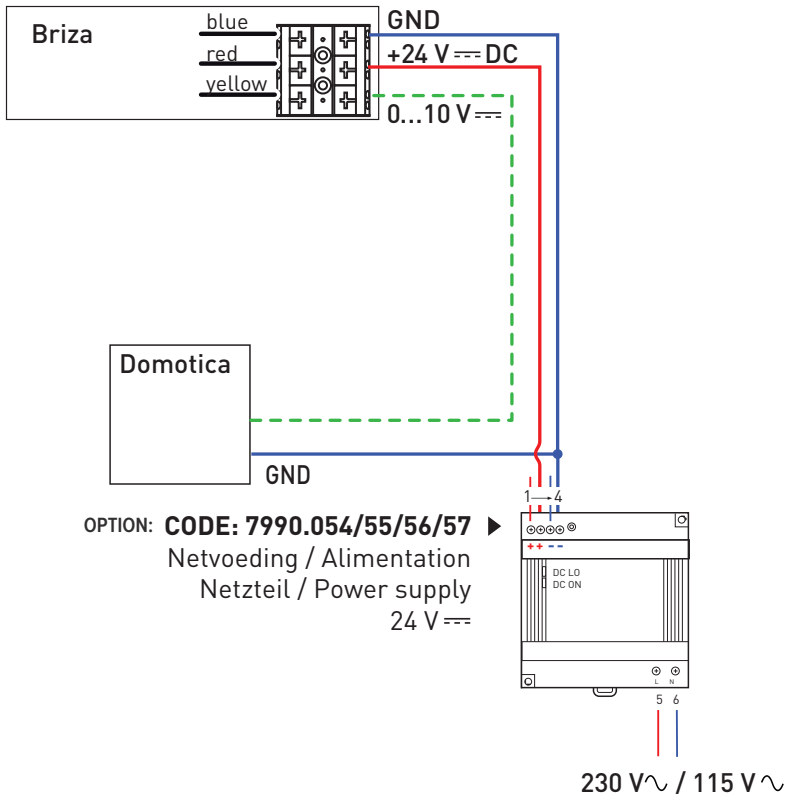 Briza
blue
red
yellow
GND
+24 V ⎓ DC
0...10 V ⎓
Domotica
GND
1→4
OPTION: CODE: 7990.054/55/56/57 ▶
Netvoeding / Alimentation
Netzteil / Power supply
24 V ⎓
++--
DC LO
DC ON
L N
5 6
230 V∿ / 115 V∿